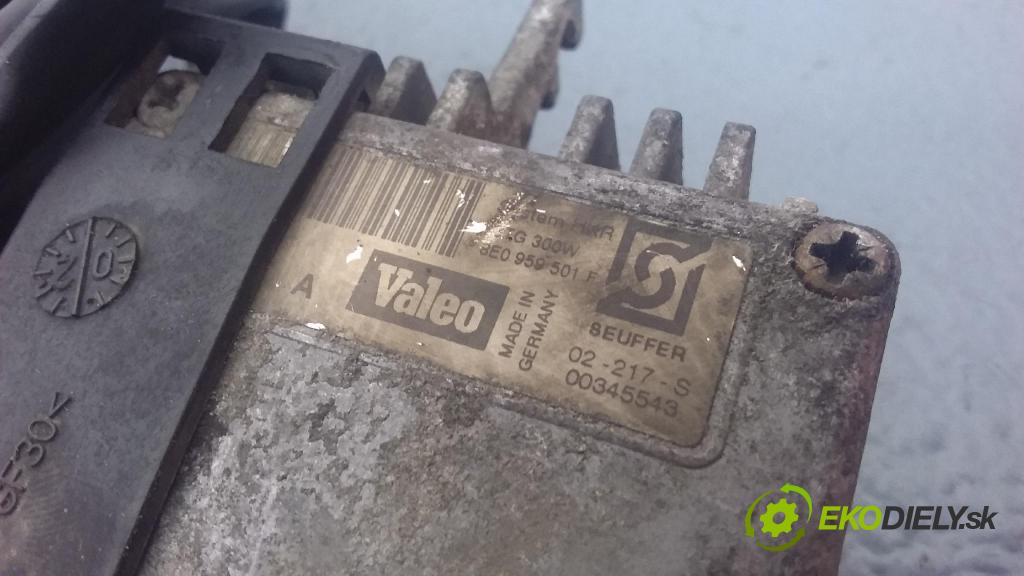 300W
8E0 959 501 F
A
Valeo
MADE IN
GERMANY
SEUFFER
02-217-S
00345543
EKODIELY.sk